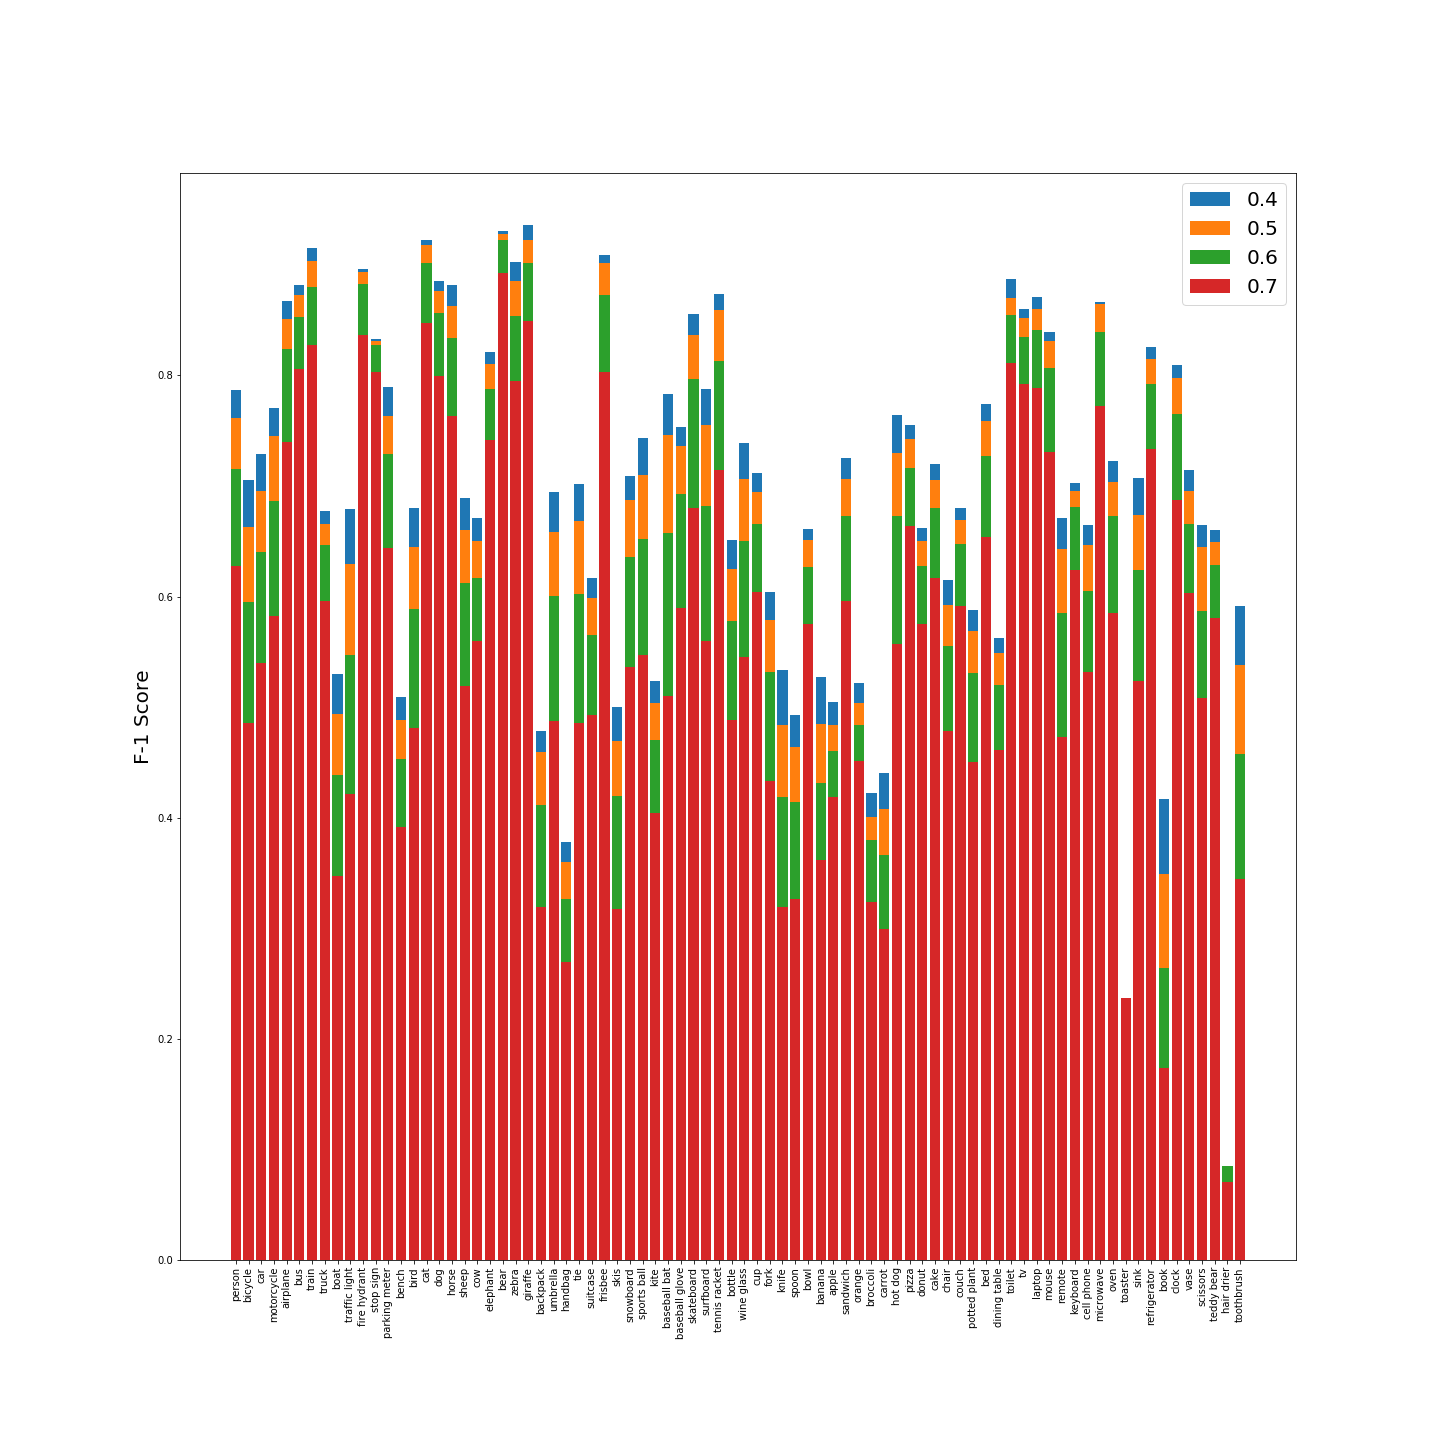 0.4
0.5
0.6
0.7
F-1 Score
0.8
0.6
0.4
0.2
0.0
person
bicycle
car
motorcycle
airplane
bus
train
truck
boat
traffic light
fire hydrant
stop sign
parking meter
bench
bird
cat
dog
horse
sheep
cow
elephant
bear
zebra
giraffe
backpack
umbrella
handbag
tie
suitcase
frisbee
skis
snowboard
sports ball
kite
baseball bat
baseball glove
skateboard
surfboard
tennis racket
bottle
wine glass
cup
fork
knife
spoon
bowl
banana
apple
sandwich
orange
broccoli
carrot
hot dog
pizza
donut
cake
chair
couch
potted plant
bed
dining table
toilet
tv
laptop
mouse
remote
keyboard
cell phone
microwave
oven
toaster
sink
refrigerator
book
clock
vase
scissors
teddy bear
hair drier
toothbrush